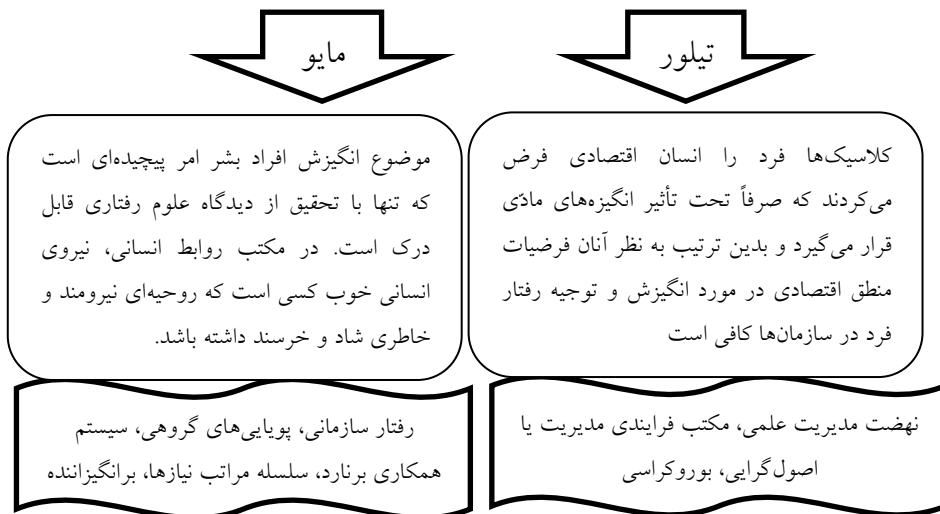 تیلور
کلاسیک‌ها فرد را انسان اقتصادی فرض
می‌کردند که صرفاً تحت تأثیر انگیزه‌های مادّی
قرار می‌گیرد و بدین ترتیب به نظر آنان فرضیات
منطق اقتصادی در مورد انگیزش و توجیه رفتار
فرد در سازمان‌ها کافی است
نهضت مدیریت علمی، مکتب فرایندی مدیریت یا
اصول‌گرایی، بوروکراسی
مایو
موضوع انگیزش افراد بشر امر پیچیده‌ای است
که تنها با تحقیق از دیدگاه علوم رفتاری قابل
درک است. در مکتب روابط انسانی، نیروی
انسانی خوب کسی است که روحیه‌ای نیرومند و
خاطری شاد و خرسند داشته باشد.
رفتار سازمانی، پویایی‌های گروهی، سیستم
همکاری برنارد، سلسله مراتب نیازها، برانگیزاننده